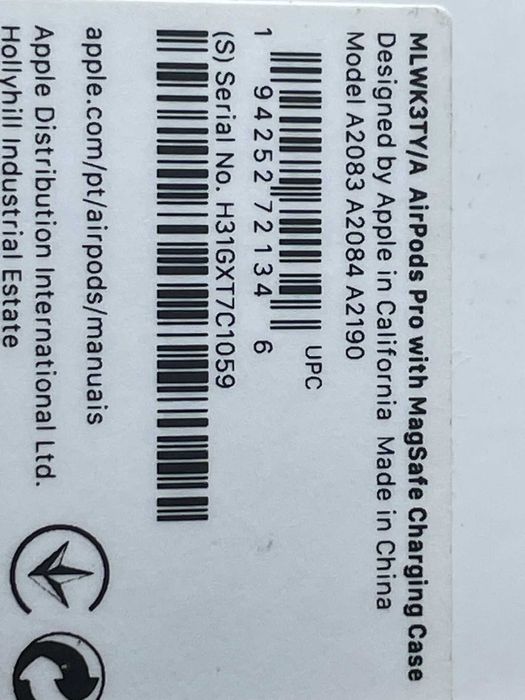 MLWK3TY/A AirPods Pro with MagSafe Charging Case
Designed by Apple in California Made in China
Model A2083 A2084 A2190
UPC
1 94252 72134 6
(S) Serial No. H31GXT7C1059
apple.com/pt/airpods/manuais
Apple Distribution International Ltd.
Hollyhill Industrial Estate